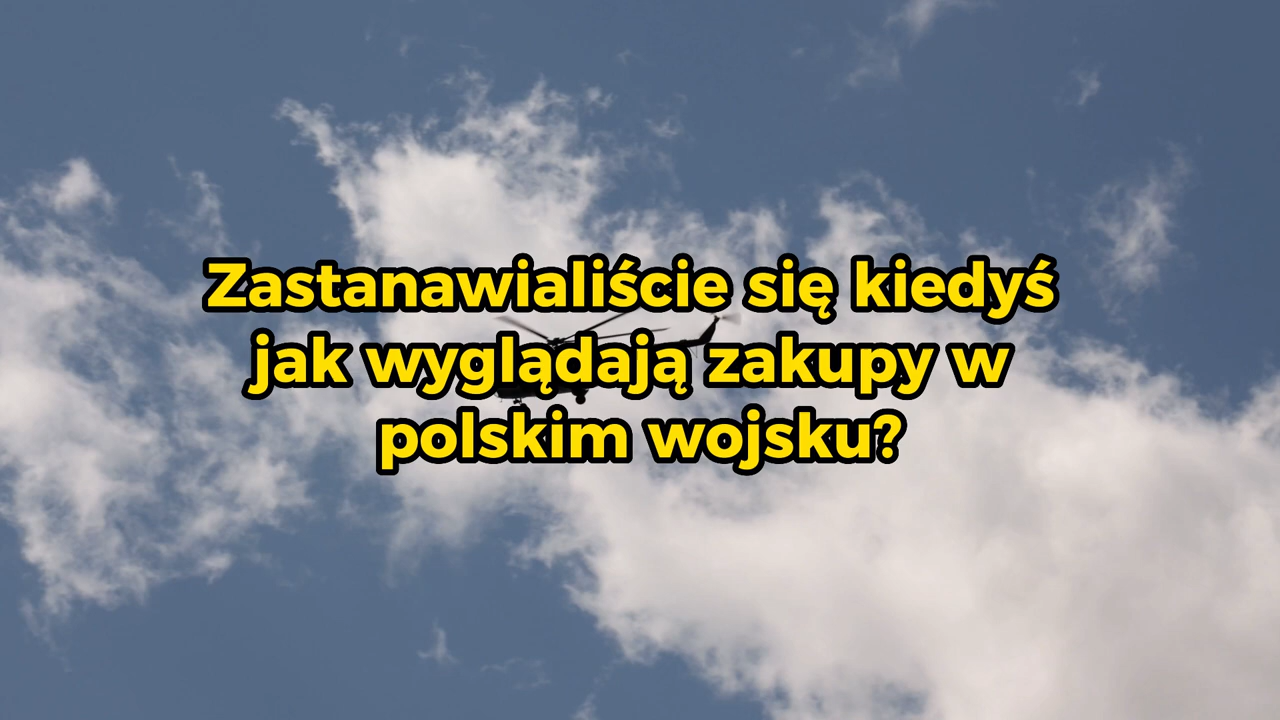 Zastanawialiście się kiedyś
jak wyglądają zakupy w
polskim wojsku?